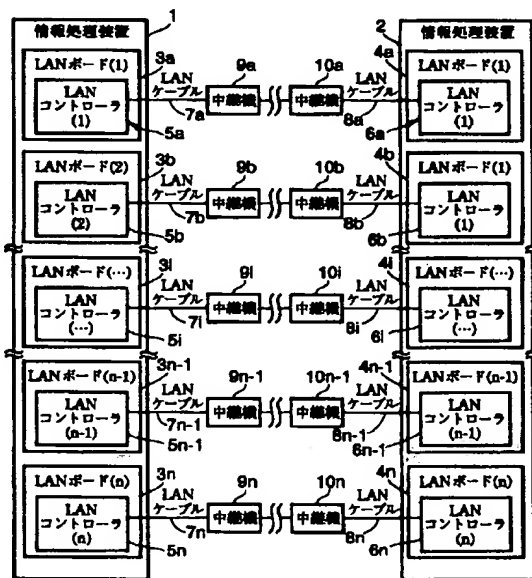 1
2
情報処理装置
情報処理装置
LANボード(1)
3a
LAN
コントローラ
(1)
5a
LAN
ケーブル
7a
9a
中継機
10a
中継機
LAN
ケーブル
8a
4a
LANボード(1)
LAN
コントローラ
(1)
6a
LANボード(2)
3b
LAN
コントローラ
(2)
5b
LAN
ケーブル
7b
9b
中継機
10b
中継機
LAN
ケーブル
8b
4b
LANボード(1)
LAN
コントローラ
(1)
6b
LANボード(…)
3i
LAN
コントローラ
(…)
5i
LAN
ケーブル
7i
9i
中継機
10i
中継機
LAN
ケーブル
8i
4i
LANボード(…)
LAN
コントローラ
(…)
6i
LANボード(n-1)
3n-1
LAN
コントローラ
(n-1)
5n-1
LAN
ケーブル
7n-1
9n-1
中継機
10n-1
中継機
LAN
ケーブル
8n-1
4n-1
LANボード(n-1)
LAN
コントローラ
(n-1)
6n-1
LANボード(n)
3n
LAN
コントローラ
(n)
5n
LAN
ケーブル
7n
9n
中継機
10n
中継機
LAN
ケーブル
8n
4n
LANボード(n)
LAN
コントローラ
(n)
6n